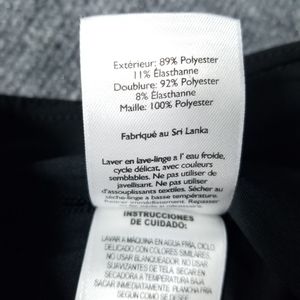 Extérieur: 89% Polyester
11% Élasthanne
Doublure: 92% Polyester
8% Élasthanne
Maille: 100% Polyester
Fabriqué au Sri Lanka
Laver en lave-linge a l' eau froide,
cycle délicat, avec couleurs
semblables. Ne pas utiliser de
javellisant. Ne pas utiliser
d'assouplissants textiles. Sécher au
sèche-linge a basse température.
Repasser
INSTRUCCIONES
DE CUIDADO:
LAVAR A MÁQUINA EN AGUA FRÍA, CICLO
DELICADO CON COLORES SIMILARES.
NO USAR BLANQUEADOR. NO USAR
SUAVIZANTES DE TELA. SECAR EN
SECADORA A TEMPERATURA BAJA.
PLANCHA FRÍA
SEGÚN COMO SE DESEE